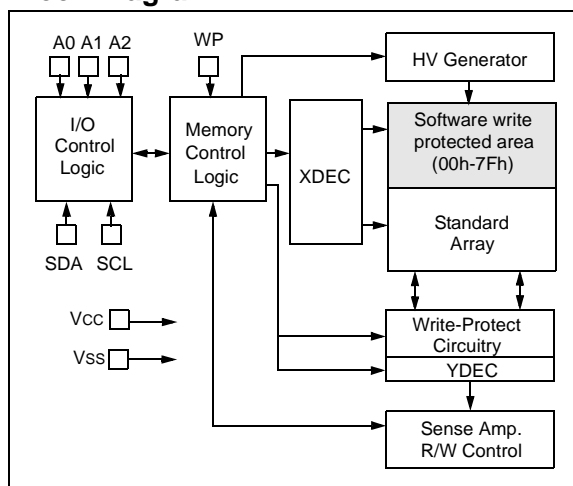 A0 A1 A2
WP
HV Generator
I/O
Control
Logic
Memory
Control
Logic
XDEC
Software write
protected area
(00h-7Fh)
Standard
Array
SDA SCL
VCC
VSS
Write-Protect
Circuitry
YDEC
Sense Amp.
R/W Control